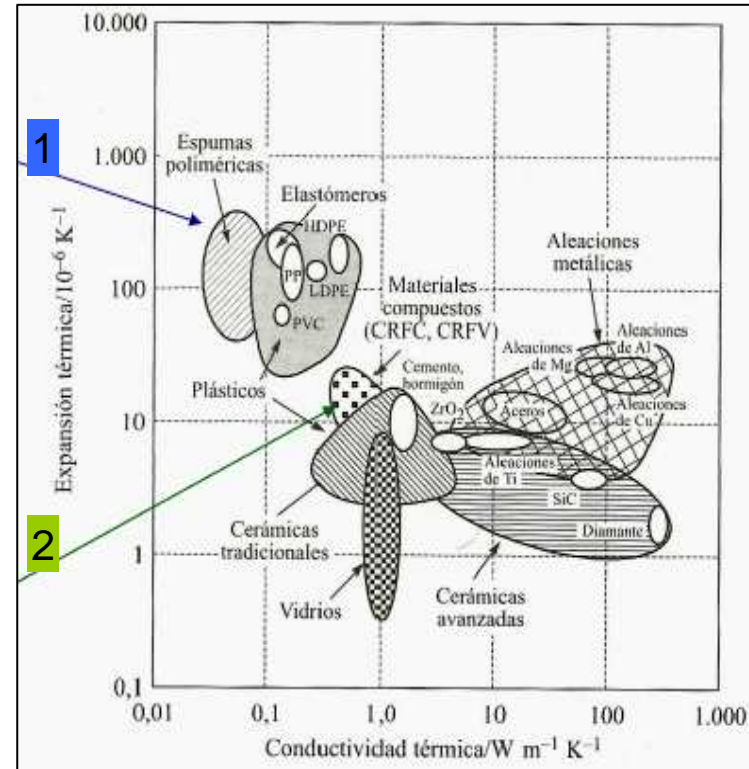 10.000
1
Espumas
poliméricas
1.000
Elastómeros
HDPE
Aleaciones
metálicas
PP
LDPE
100
Materiales
compuestos
(CRFC, CRFV)
PVC
Aleaciones
de Mg
Aleaciones
de Al
Plásticos
Cemento,
hormigón
ZrO2
Aceros
Aleaciones
de Cu
10
Aleaciones
de Ti
SiC
2
Cerámicas
tradicionales
Diamante
1
Vidrios
Cerámicas
avanzadas
0,1
0,01
0,1
1,0
10
100
1.000
Expansión térmica/10⁻⁶ K⁻¹
Conductividad térmica/W m⁻¹ K⁻¹